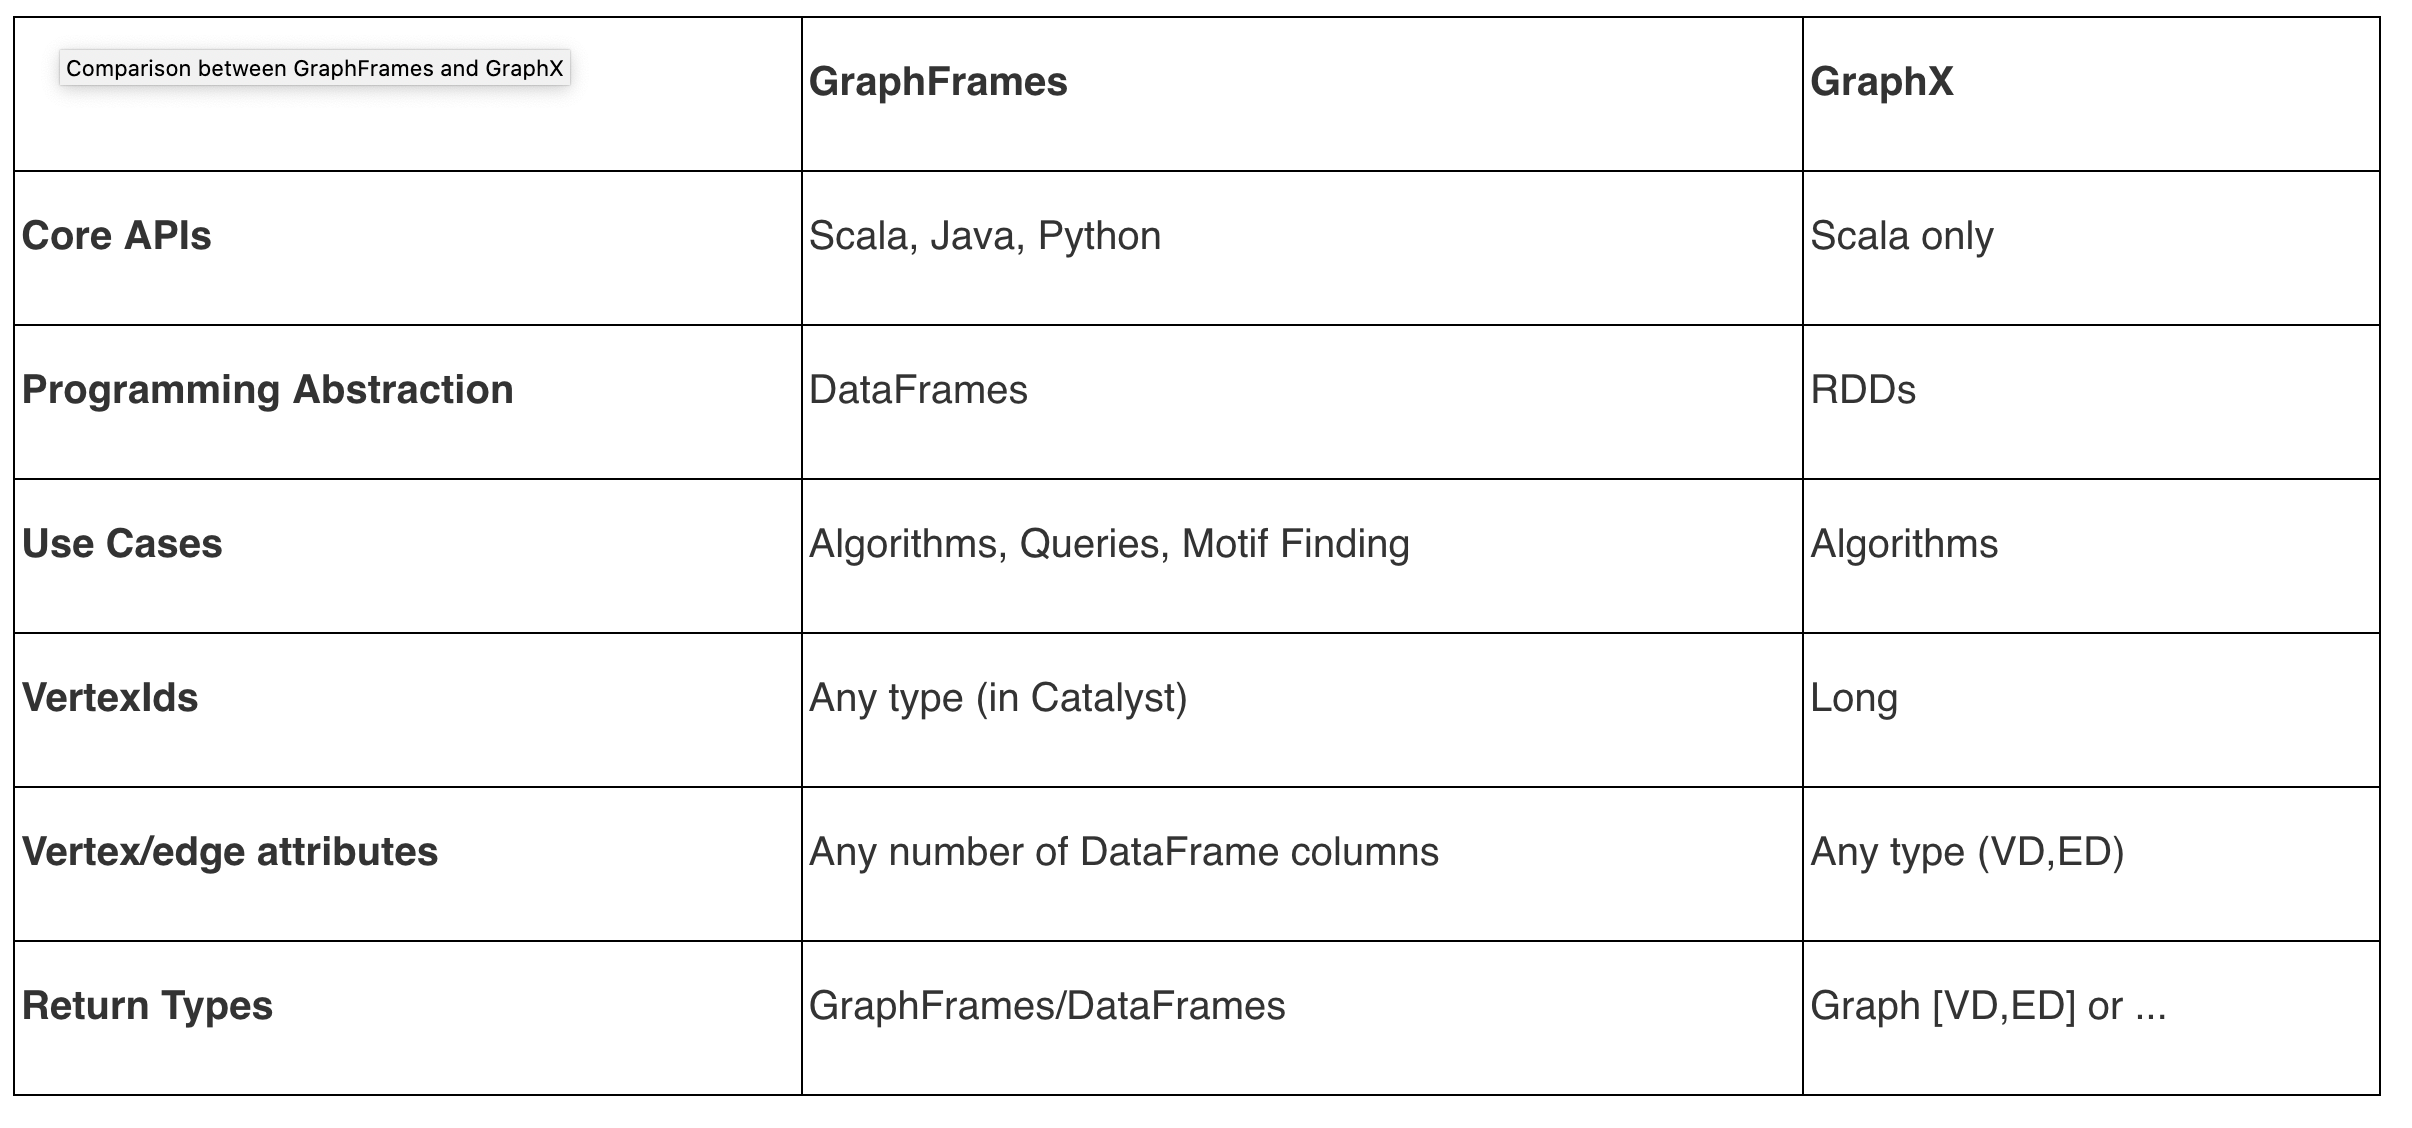 Comparison between GraphFrames and GraphX
GraphFrames
GraphX
Core APIs
Scala, Java, Python
Scala only
Programming Abstraction
DataFrames
RDDs
Use Cases
Algorithms, Queries, Motif Finding
Algorithms
VertexIds
Any type (in Catalyst)
Long
Vertex/edge attributes
Any number of DataFrame columns
Any type (VD,ED)
Return Types
GraphFrames/DataFrames
Graph [VD,ED] or ...